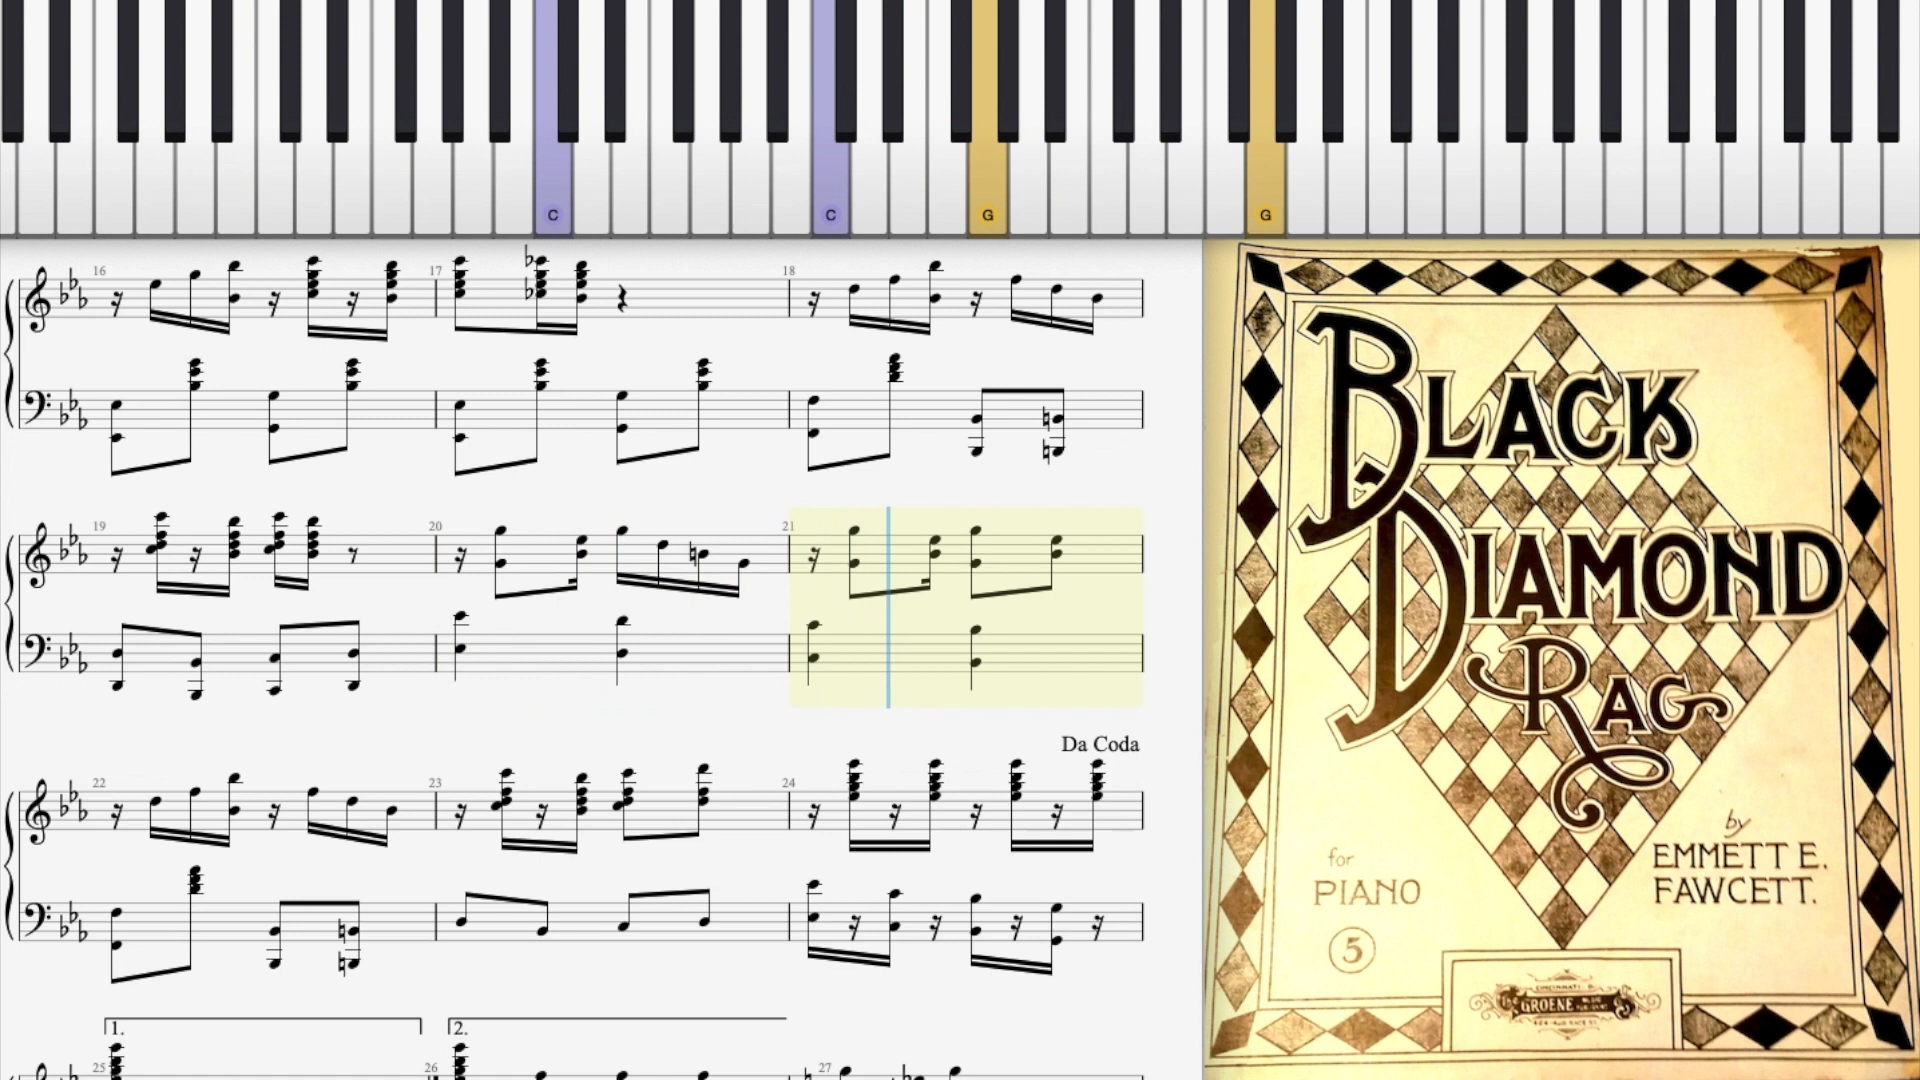 C C G G
16 17 18
19 20 21
Da Coda
22 23 24
1. 2.
25 26 27
BLACK
DIAMOND
RAG
by
EMMETT E.
FAWCETT.
for
PIANO
5
GROENE